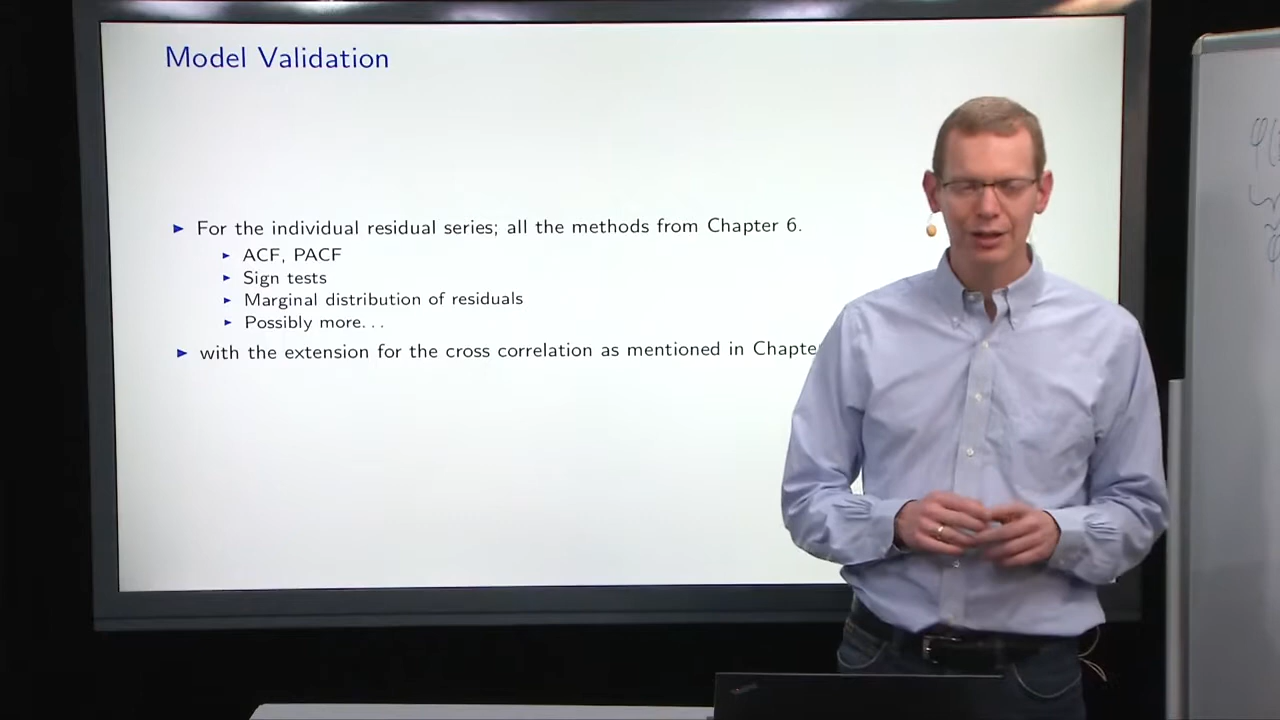 Model Validation
For the individual residual series; all the methods from Chapter 6.
ACF, PACF
Sign tests
Marginal distribution of residuals
Possibly more...
with the extension for the cross correlation as mentioned in